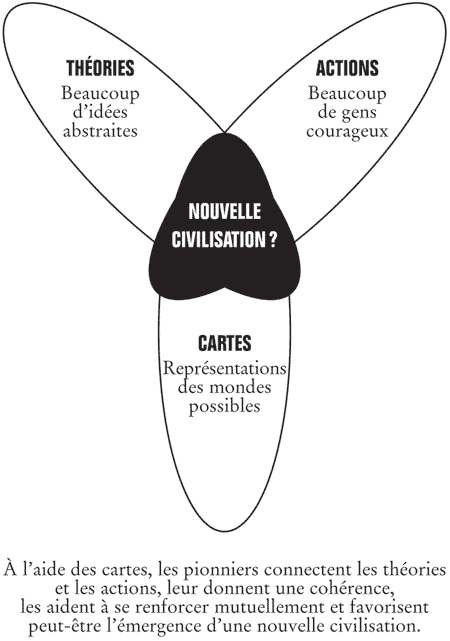 THÉORIES
Beaucoup
d'idées
abstraites
ACTIONS
Beaucoup
de gens
courageux
NOUVELLE
CIVILISATION ?
CARTES
Représentations
des mondes
possibles
À l'aide des cartes, les pionniers connectent les théories
et les actions, leur donnent une cohérence,
les aident à se renforcer mutuellement et favorisent
peut-être l'émergence d'une nouvelle civilisation.